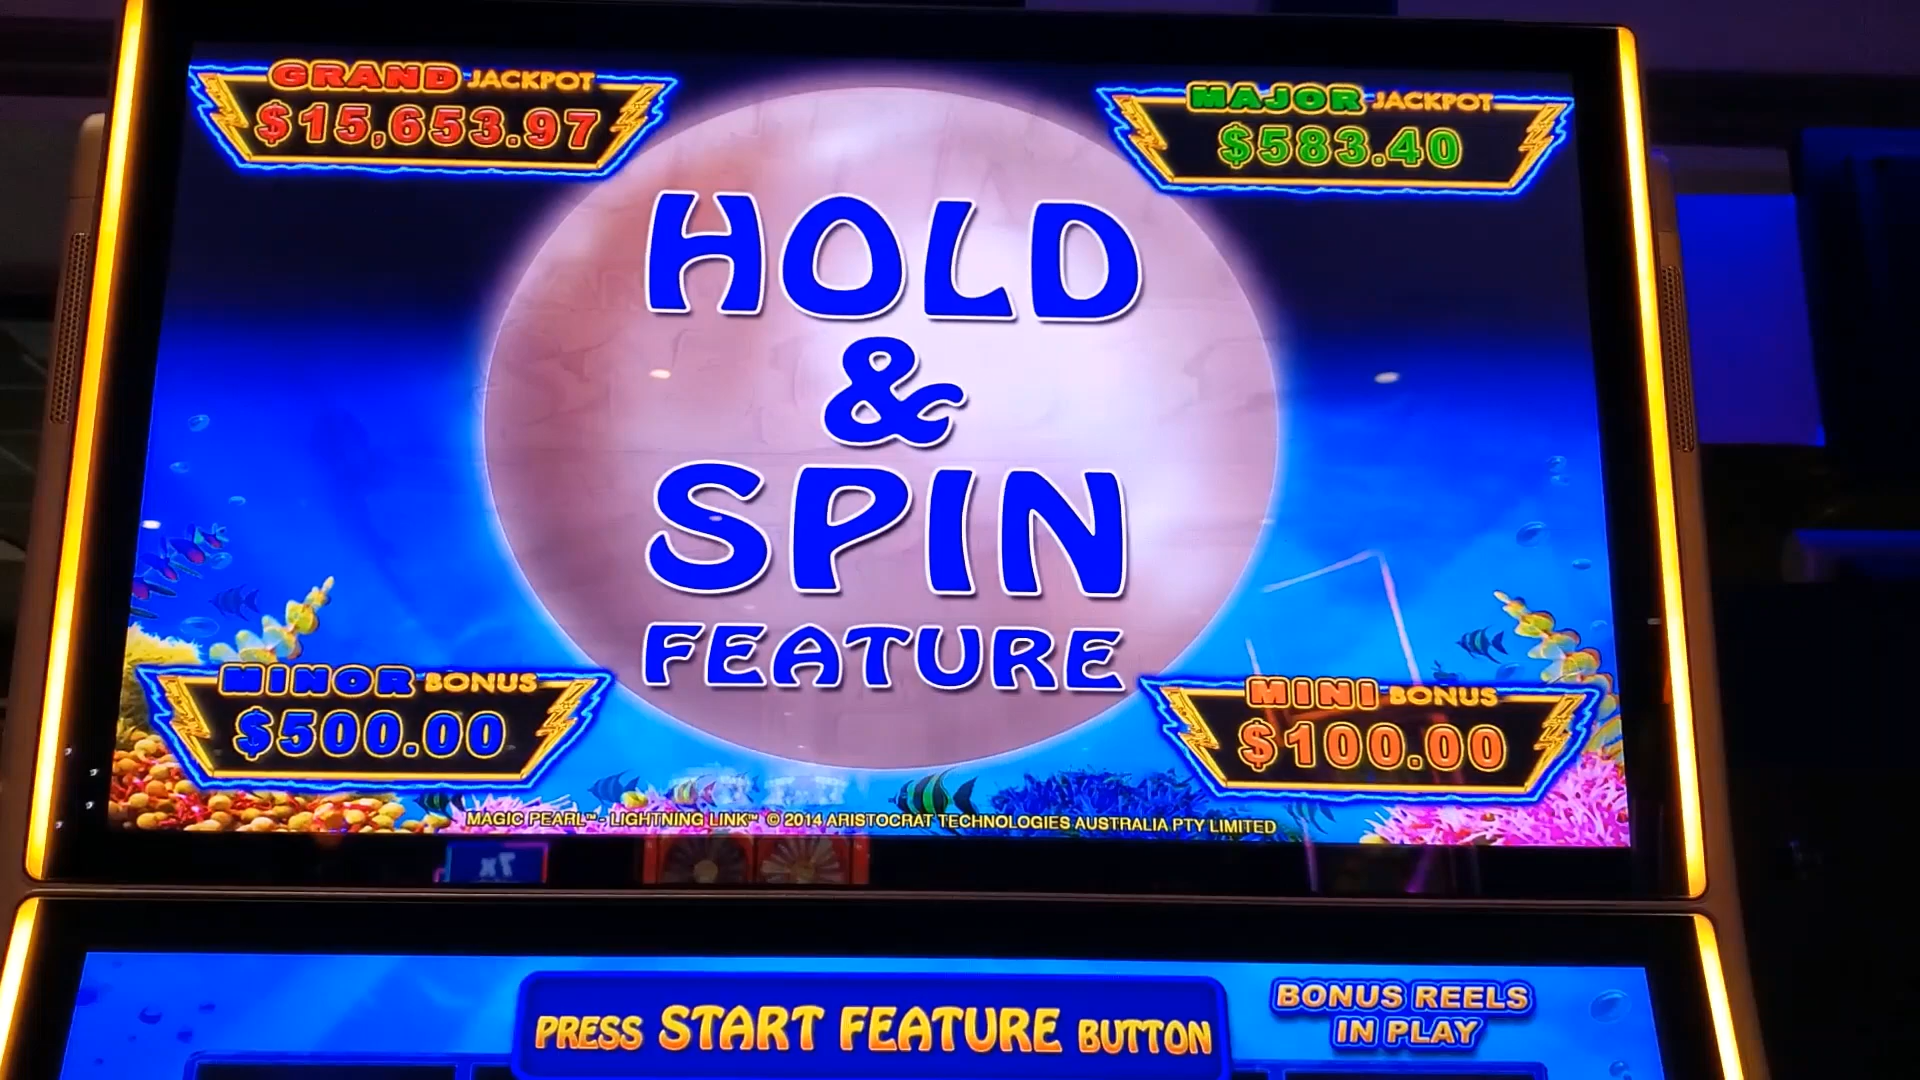 GRAND JACKPOT
$15,653.97
MAJOR JACKPOT
$583.40
HOLD
&
SPIN
FEATURE
MINOR BONUS
$500.00
MINI BONUS
$100.00
MAGIC PEARL™ - LIGHTNING LINK™ © 2014 ARISTOCRAT TECHNOLOGIES AUSTRALIA PTY LIMITED
PRESS START FEATURE BUTTON
BONUS REELS
IN PLAY